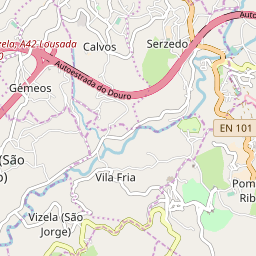 zela, A42 Lousada
Calvos
Serzedo
Gémeos
Autoestrada do Douro
Auto
EN 101
(São
Vila Fria
Pom
Rib
Vizela (São
Jorge)